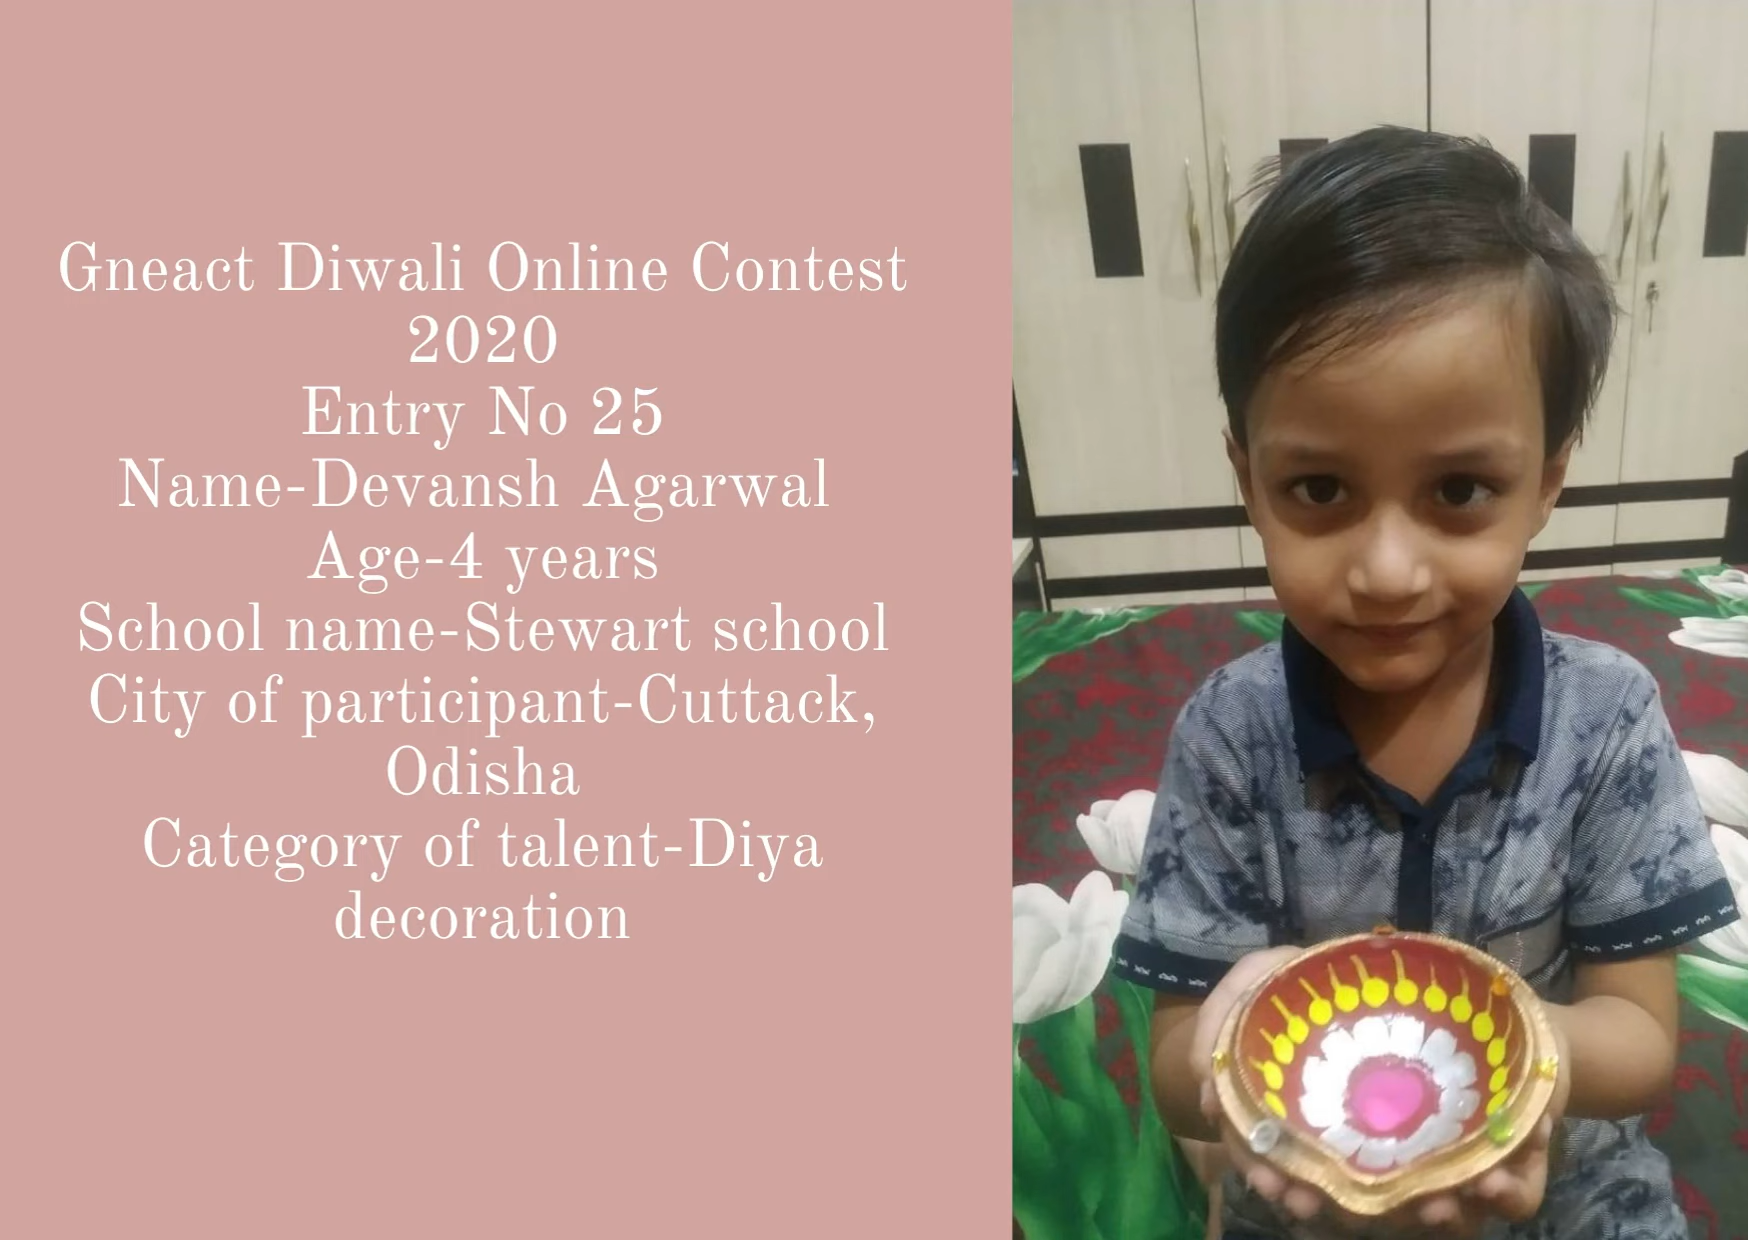 Gneact Diwali Online Contest
2020
Entry No 25
Name-Devansh Agarwal
Age-4 years
School name-Stewart school
City of participant-Cuttack,
Odisha
Category of talent-Diya
decoration